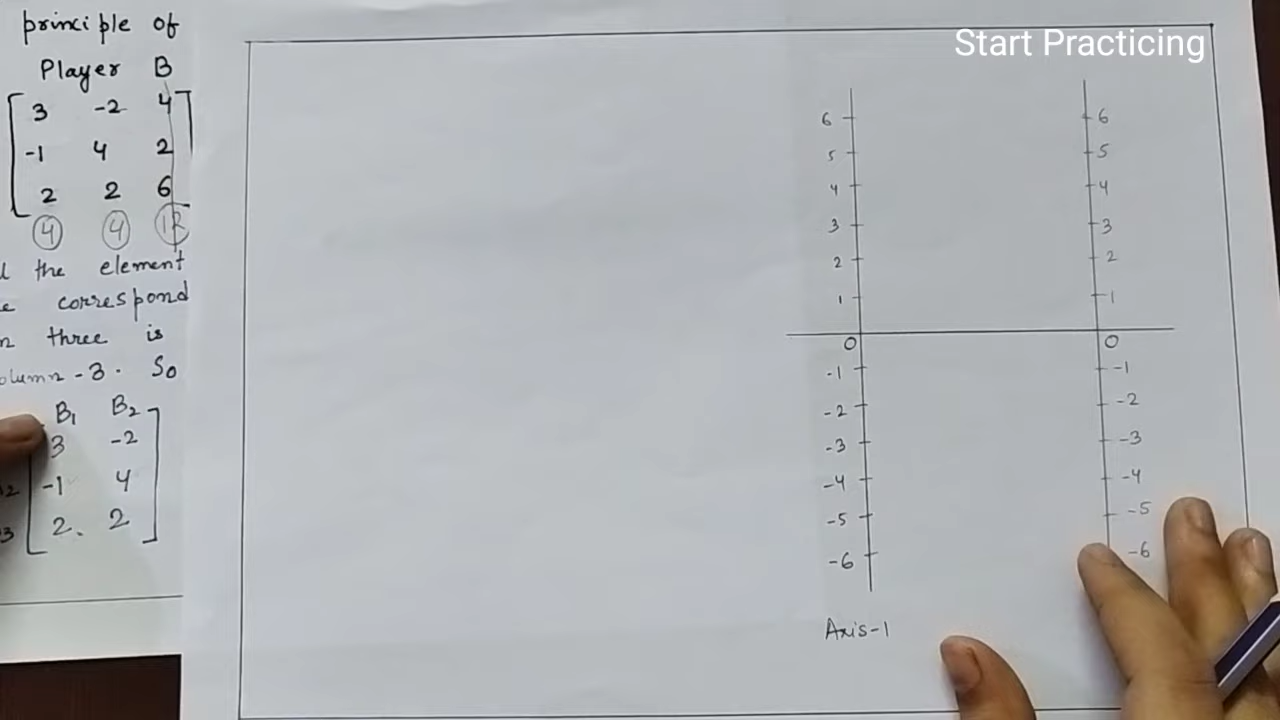 principle of
Player B
3 -2 4
-1 4 2
2 2 6
4 4 12
the element
correspond
three is
column-3. So
B1 B2
3 -2
-1 4
2. 2
Start Practicing
6 6
5 5
4 4
3 3
2 2
1 1
0 0
-1 -1
-2 -2
-3 -3
-4 -4
-5 -5
-6 -6
Axis-1